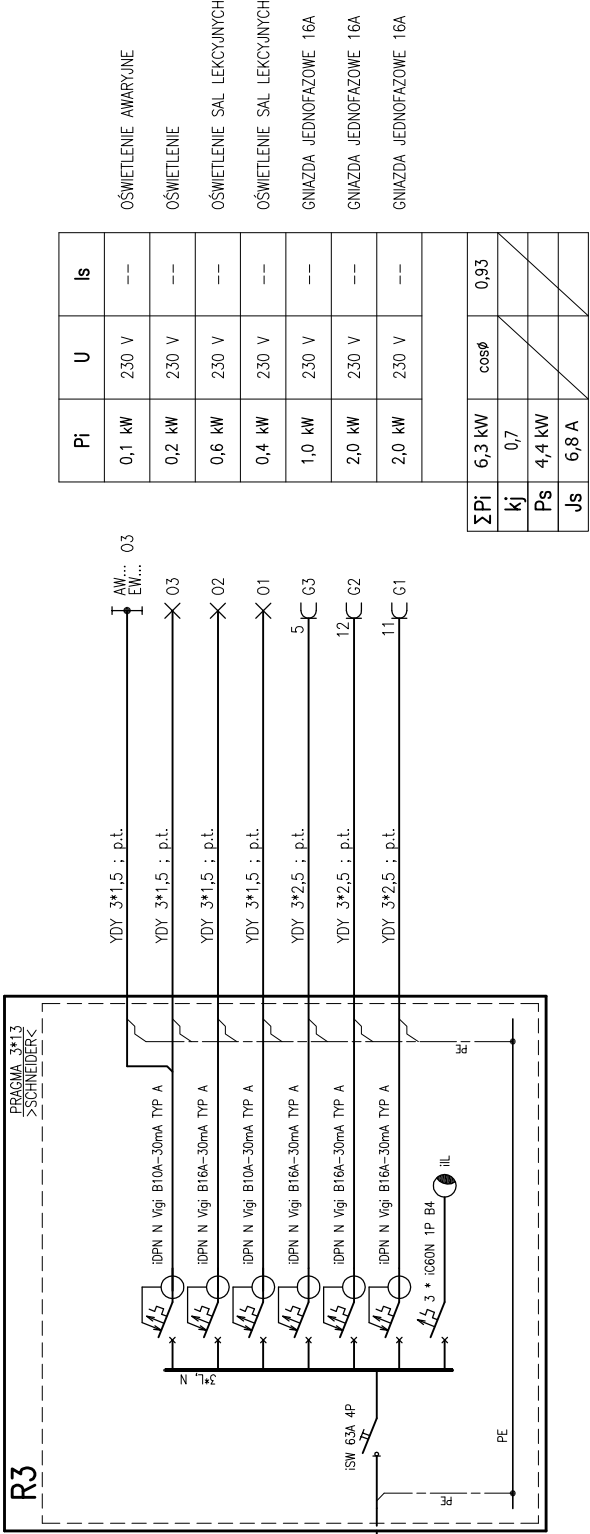 R3
PRAGMA 3*13
>SCHNEIDER<
iSW 63A 4P
3*L, N
PE
PE
PE
iDPN N Vigi B10A-30mA TYP A
iDPN N Vigi B16A-30mA TYP A
iDPN N Vigi B10A-30mA TYP A
iDPN N Vigi B16A-30mA TYP A
iDPN N Vigi B16A-30mA TYP A
iDPN N Vigi B16A-30mA TYP A
3 * iC60N 1P B4
iIL
YDY 3*1,5 ; p.t.
YDY 3*1,5 ; p.t.
YDY 3*1,5 ; p.t.
YDY 3*1,5 ; p.t.
YDY 3*2,5 ; p.t.
YDY 3*2,5 ; p.t.
YDY 3*2,5 ; p.t.
AW... O3
EW...
O3
O2
O1
5 G3
12 G2
11 G1
Pi U Is
0,1 kW 230 V -- OŚWIETLENIE AWARYJNE
0,2 kW 230 V -- OŚWIETLENIE
0,6 kW 230 V -- OŚWIETLENIE SAL LEKCYJNYCH
0,4 kW 230 V -- OŚWIETLENIE SAL LEKCYJNYCH
1,0 kW 230 V -- GNIAZDA JEDNOFAZOWE 16A
2,0 kW 230 V -- GNIAZDA JEDNOFAZOWE 16A
2,0 kW 230 V -- GNIAZDA JEDNOFAZOWE 16A
ΣPi 6,3 kW cosø 0,93
kj 0,7
Ps 4,4 kW
Js 6,8 A